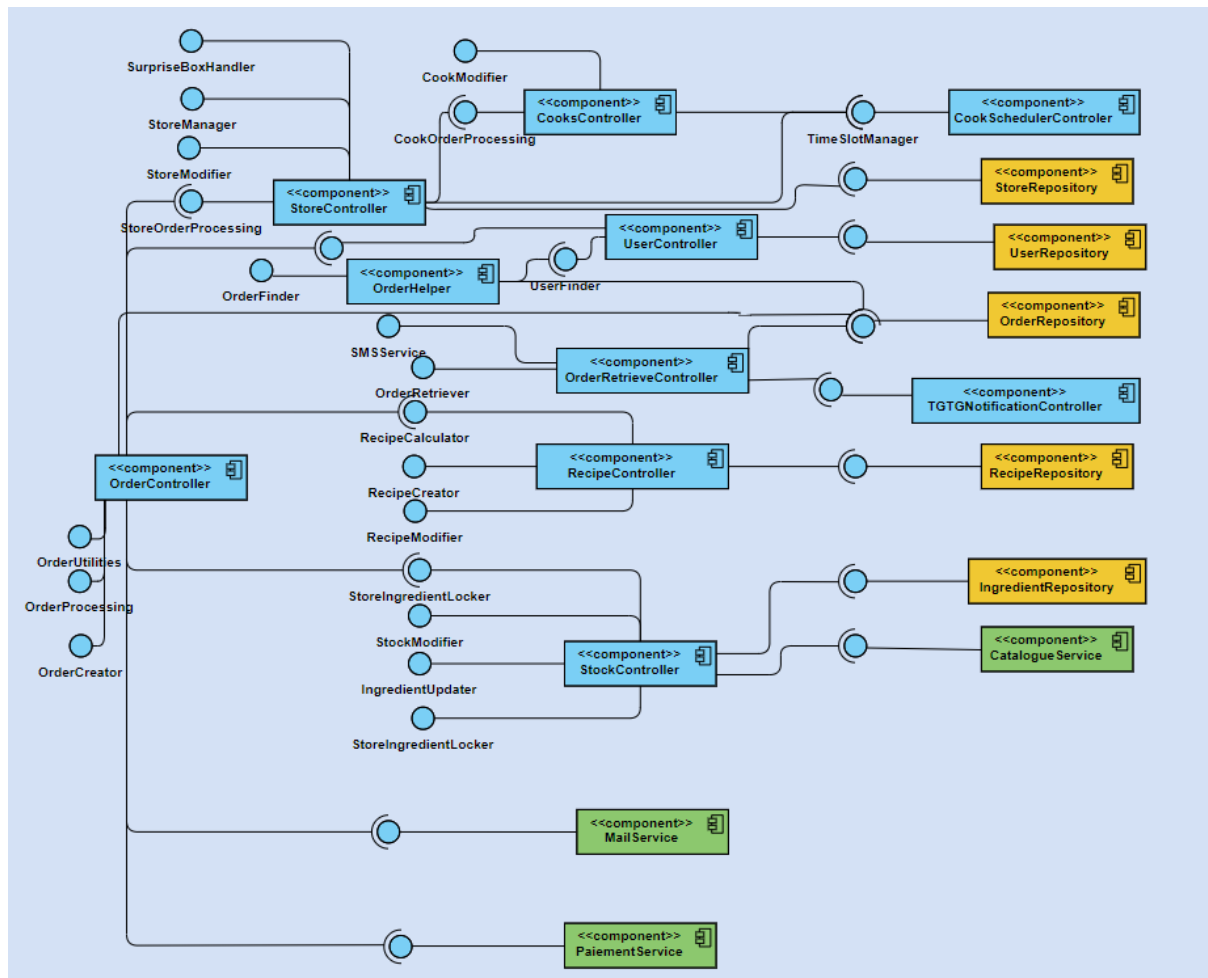 SurpriseBoxHandler
CookModifier
StoreManager
<<component>>
CooksController
<<component>>
CookSchedulerControler
CookOrderProcessing
TimeSlotManager
StoreModifier
<<component>>
StoreController
<<component>>
StoreRepository
StoreOrderProcessing
<<component>>
UserController
<<component>>
UserRepository
OrderFinder
<<component>>
OrderHelper
UserFinder
<<component>>
OrderRepository
SMSService
<<component>>
OrderRetrieveController
OrderRetriever
<<component>>
TGTGNotificationController
RecipeCalculator
<<component>>
OrderController
<<component>>
RecipeController
<<component>>
RecipeRepository
RecipeCreator
RecipeModifier
OrderUtilities
OrderProcessing
OrderCreator
StoreIngredientLocker
<<component>>
IngredientRepository
StockModifier
<<component>>
StockController
<<component>>
CatalogueService
IngredientUpdater
StoreIngredientLocker
<<component>>
MailService
<<component>>
PaiementService